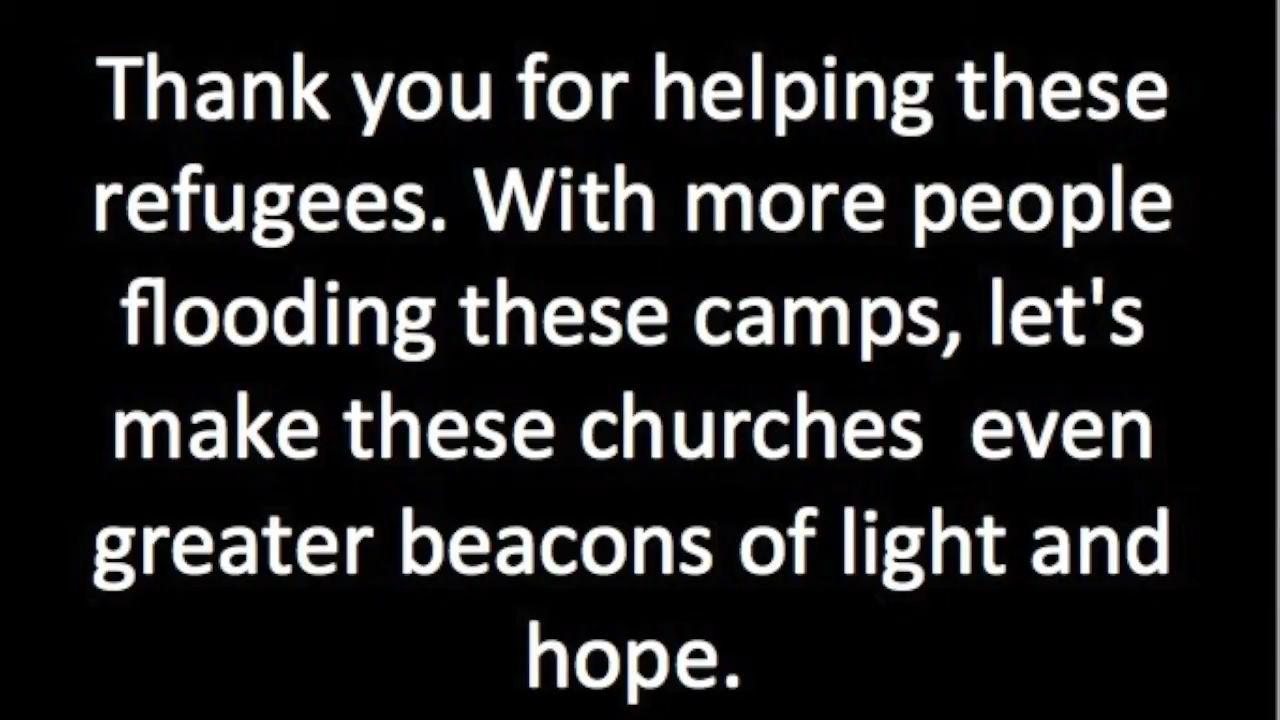 Thank you for helping these
refugees. With more people
flooding these camps, let's
make these churches  even
greater beacons of light and
hope.